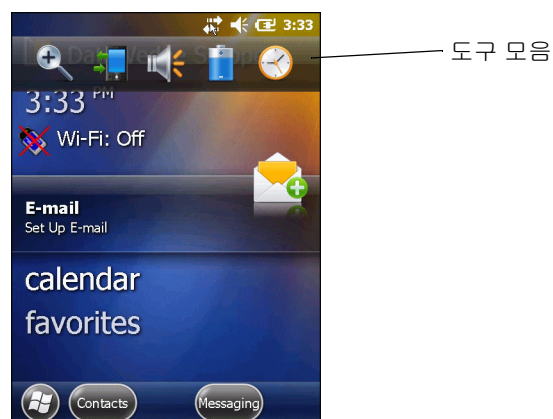 3:33
도구 모음
3:33 PM
Wi-Fi: Off
E-mail
Set Up E-mail
calendar
favorites
Contacts
Messaging